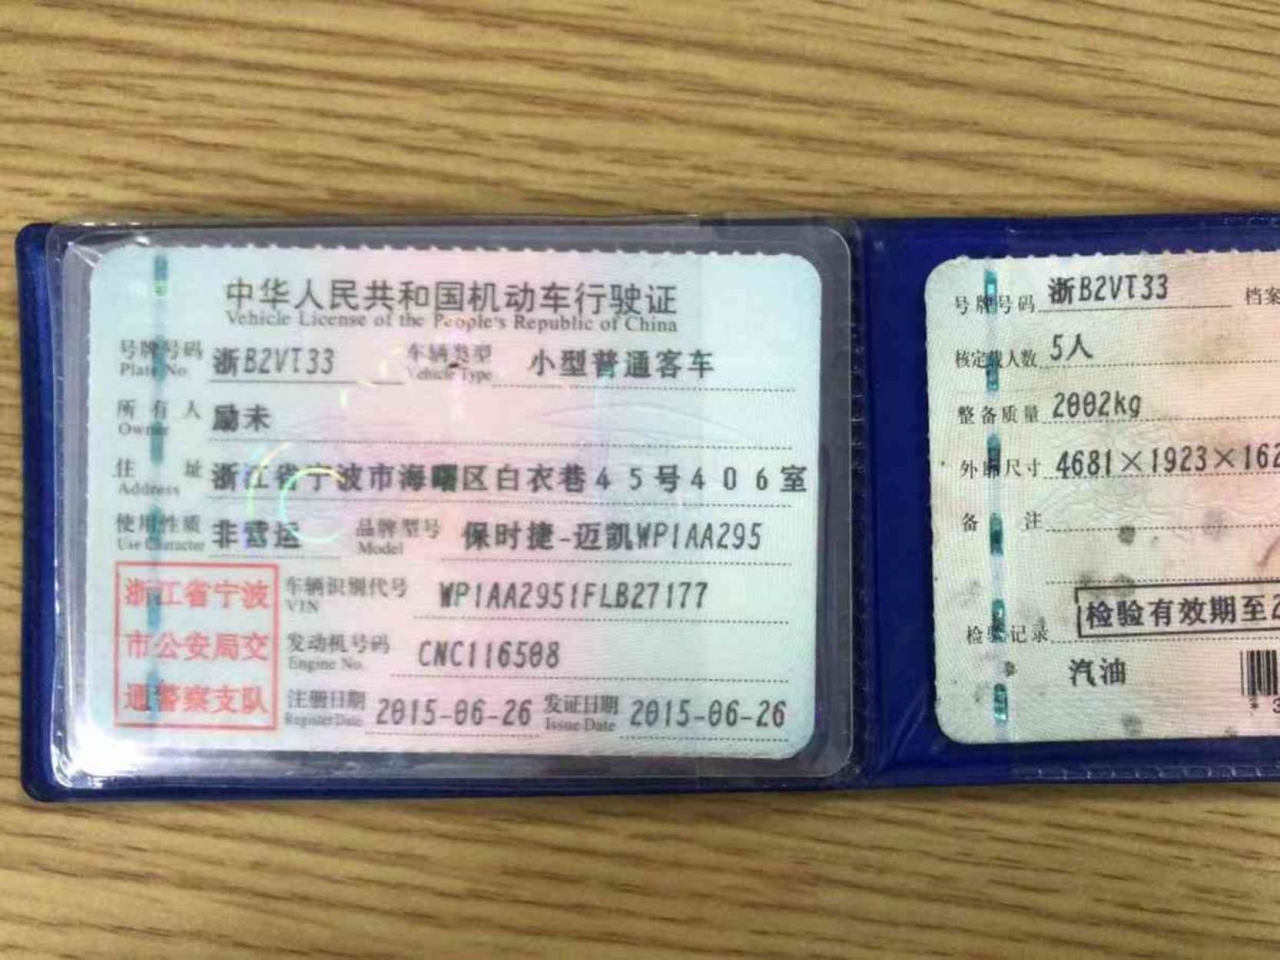 中华人民共和国机动车行驶证
Vehicle License of the People's Republic of China
号牌号码 浙B2VT33 车辆类型 小型普通客车
Plate No. Vehicle Type
所有人 励未
Owner
住址 浙江省宁波市海曙区白衣巷45号406室
Address
使用性质 非营运 品牌型号 保时捷-迈凯WP1AA295
Use Character Model
浙江省宁波
市公安局交
通警察支队
车辆识别代号 WP1AA2951FLB27177
VIN
发动机号码 CNC116508
Engine No.
注册日期 2015-06-26 发证日期 2015-06-26
Register Date Issue Date
号牌号码 浙B2VT33 档案
核定载人数 5人
整备质量 2002kg
外廓尺寸 4681×1923×162
备注
检验记录 检验有效期至2
汽油